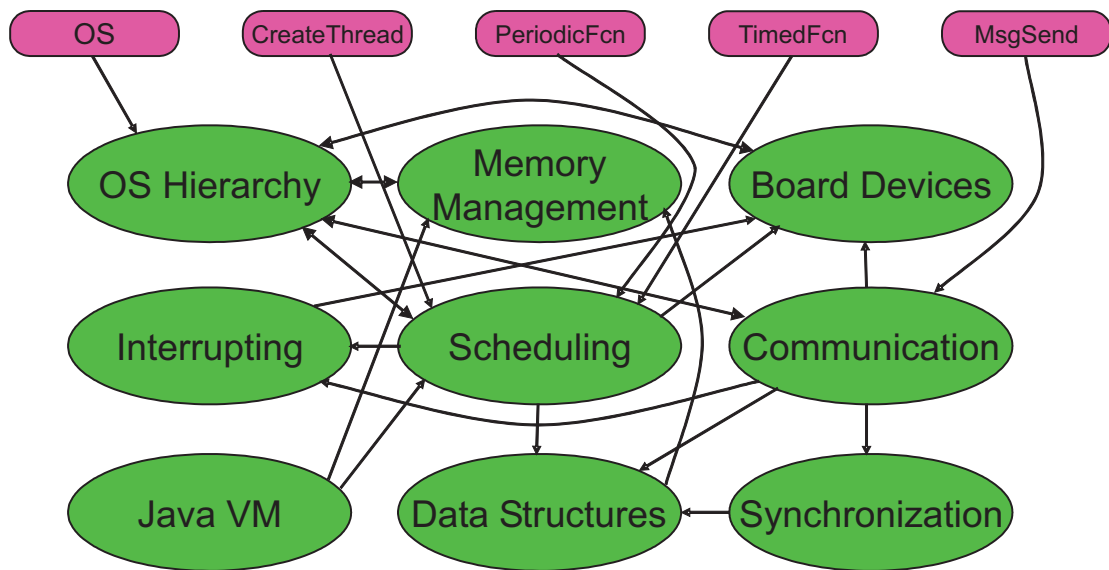 OS
CreateThread
PeriodicFcn
TimedFcn
MsgSend
OS Hierarchy
Memory
Management
Board Devices
Interrupting
Scheduling
Communication
Java VM
Data Structures
Synchronization